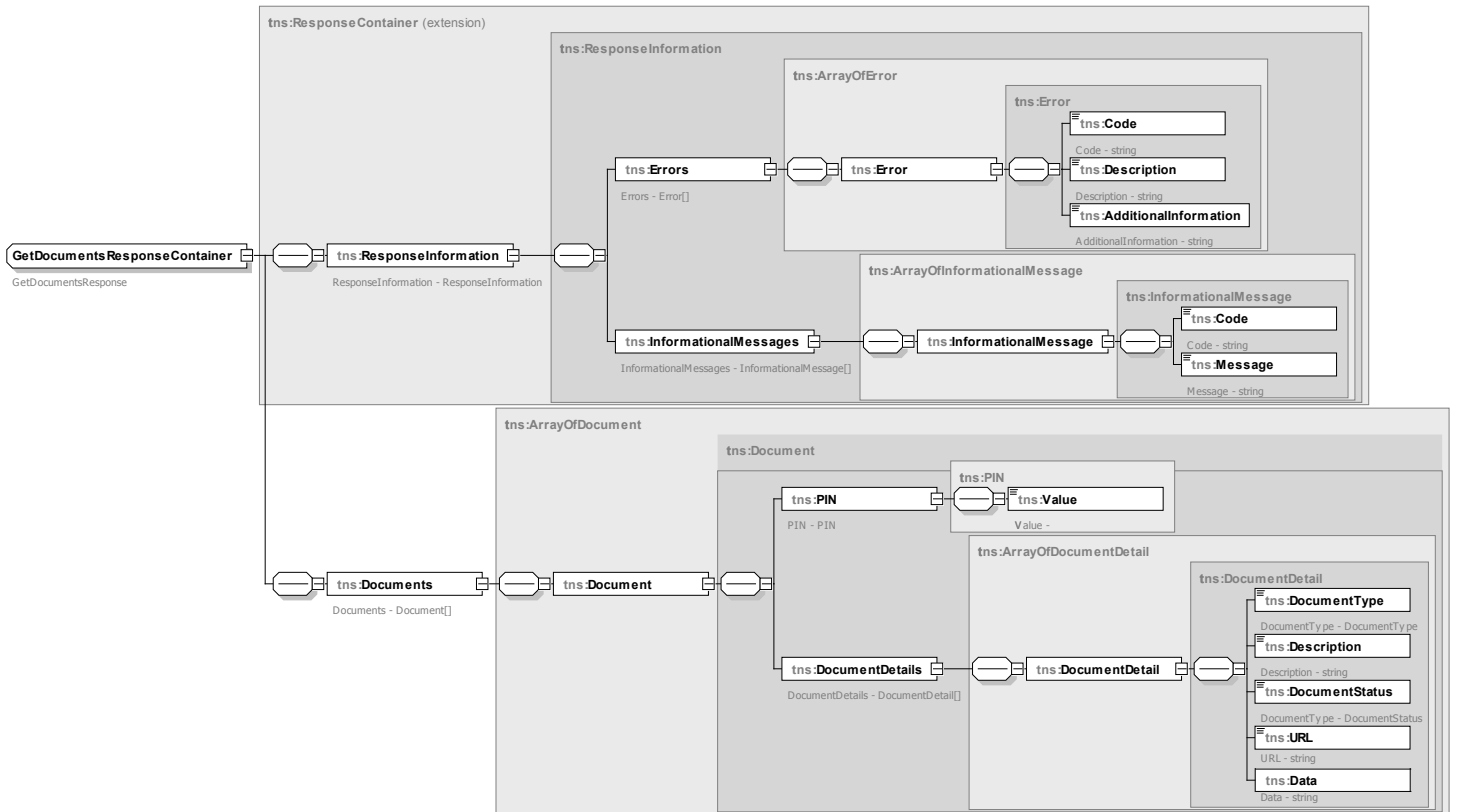 tns:ResponseContainer (extension)
tns:ResponseInformation
tns:ArrayOfError
tns:Error
tns:Code
Code - string
tns:Errors
tns:Error
tns:Description
Errors - Error[]
Description - string
tns:AdditionalInformation
AdditionalInformation - string
GetDocumentsResponseContainer
tns:ResponseInformation
GetDocumentsResponse
ResponseInformation - ResponseInformation
tns:ArrayOfInformationalMessage
tns:InformationalMessage
tns:Code
Code - string
tns:InformationalMessages
tns:InformationalMessage
InformationalMessages - InformationalMessage[]
tns:Message
Message - string
tns:ArrayOfDocument
tns:Document
tns:PIN
tns:PIN
tns:Value
PIN - PIN
Value -
tns:ArrayOfDocumentDetail
tns:DocumentDetail
tns:Documents
tns:Document
Documents - Document[]
tns:DocumentType
DocumentType - DocumentType
tns:Description
Description - string
tns:DocumentDetails
tns:DocumentDetail
DocumentDetails - DocumentDetail[]
tns:DocumentStatus
DocumentType - DocumentStatus
tns:URL
URL - string
tns:Data
Data - string